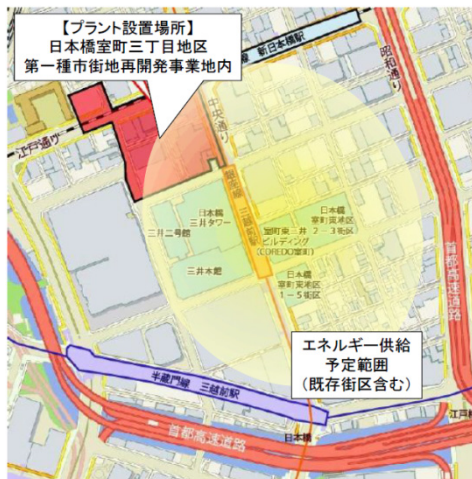 【プラント設置場所】
日本橋室町三丁目地区
第一種市街地再開発事業地内
新日本橋駅
昭和通り
江戸通り
中央通り
日本橋
三井タワー
三井二号館
三井本館
日本橋
室町東地区
2-3街区
室町東三井
ビルディング
(COREDO室町)
日本橋
室町東地区
1-5街区
首都高速道路
エネルギー供給
予定範囲
(既存街区含む)
半蔵門線 三越前駅
首都高速道路
日本橋